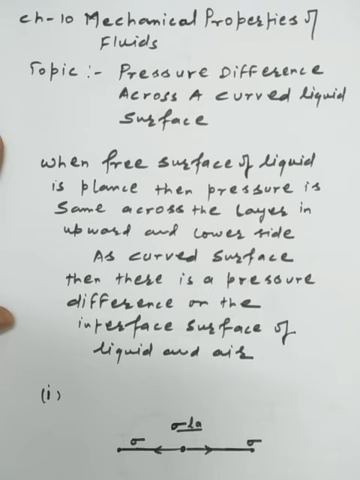 ch-10 Mechanical Properties of
Fluids
Topic :- Pressure Difference
Across A curved liquid
Surface
when free surface of liquid
is plance then pressure is
Same across the layer in
upward and lower side
As curved surface
then there is a pressure
difference on the
interface surface of
liquid and air
(i)
σ la
σ σ